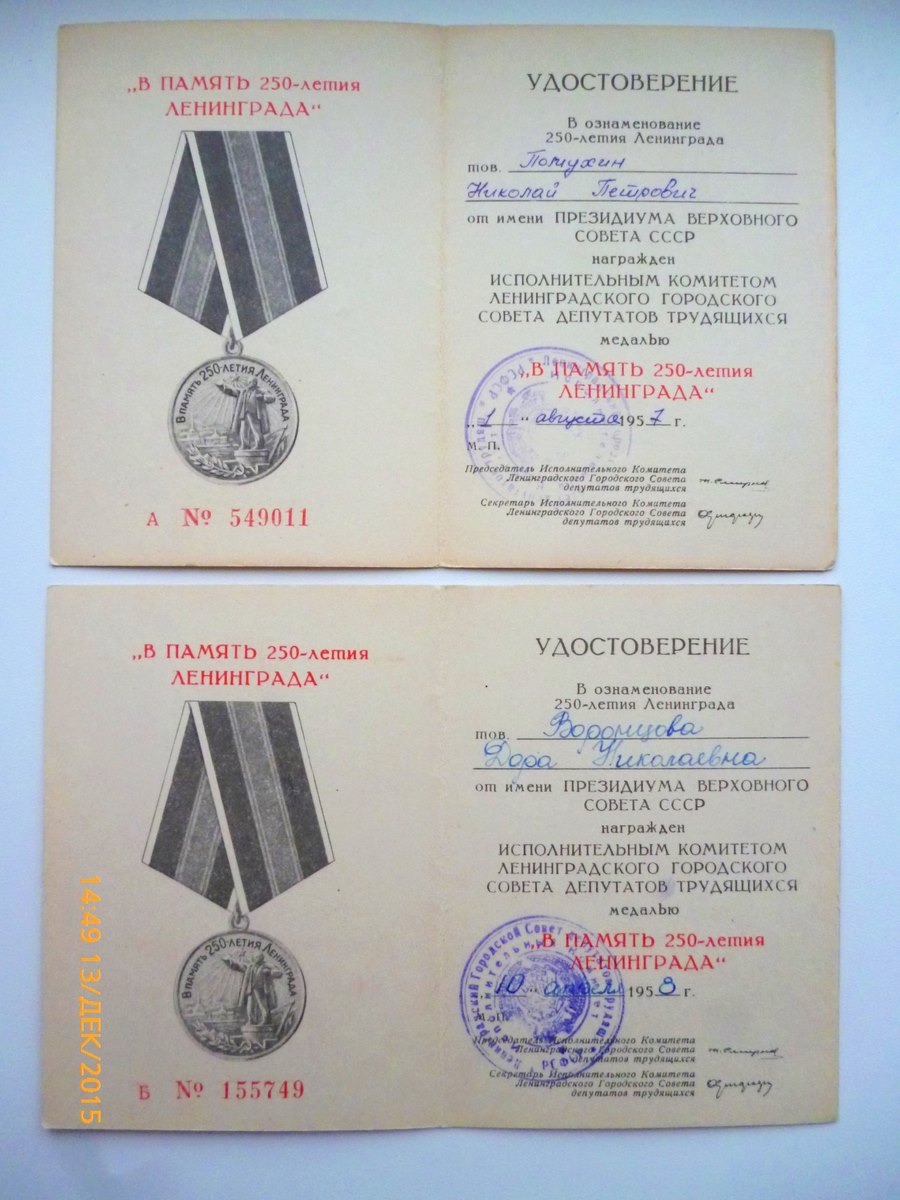 „В ПАМЯТЬ 250-летия
ЛЕНИНГРАДА“
В ПАМЯТЬ 250-ЛЕТИЯ ЛЕНИНГРАДА
А № 549011
УДОСТОВЕРЕНИЕ
В ознаменование
250-летия Ленинграда
тов. Потухин
Николай Петрович
от имени ПРЕЗИДИУМА ВЕРХОВНОГО
СОВЕТА СССР
награжден
ИСПОЛНИТЕЛЬНЫМ КОМИТЕТОМ
ЛЕНИНГРАДСКОГО ГОРОДСКОГО
СОВЕТА ДЕПУТАТОВ ТРУДЯЩИХСЯ
медалью
„В ПАМЯТЬ 250-летия
ЛЕНИНГРАДА“
„1“ августа 1957 г.
М. П.
Председатель Исполнительного Комитета
Ленинградского Городского Совета
депутатов трудящихся
Секретарь Исполнительного Комитета
Ленинградского Городского Совета
депутатов трудящихся
„В ПАМЯТЬ 250-летия
ЛЕНИНГРАДА“
В ПАМЯТЬ 250-ЛЕТИЯ ЛЕНИНГРАДА
Б № 155749
УДОСТОВЕРЕНИЕ
В ознаменование
250-летия Ленинграда
тов.
Дора Николаевна
от имени ПРЕЗИДИУМА ВЕРХОВНОГО
СОВЕТА СССР
награжден
ИСПОЛНИТЕЛЬНЫМ КОМИТЕТОМ
ЛЕНИНГРАДСКОГО ГОРОДСКОГО
СОВЕТА ДЕПУТАТОВ ТРУДЯЩИХСЯ
медалью
„В ПАМЯТЬ 250-летия
ЛЕНИНГРАДА“
„10“ апреля 1958 г.
М. П.
Председатель Исполнительного Комитета
Ленинградского Городского Совета
депутатов трудящихся
Секретарь Исполнительного Комитета
Ленинградского Городского Совета
депутатов трудящихся
14:49 13/ДЕК/2015